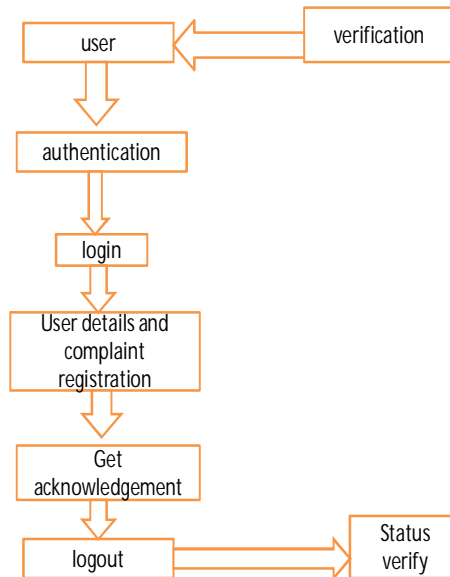 user
verification
authentication
login
User details and
complaint
registration
Get
acknowledgement
logout
Status
verify